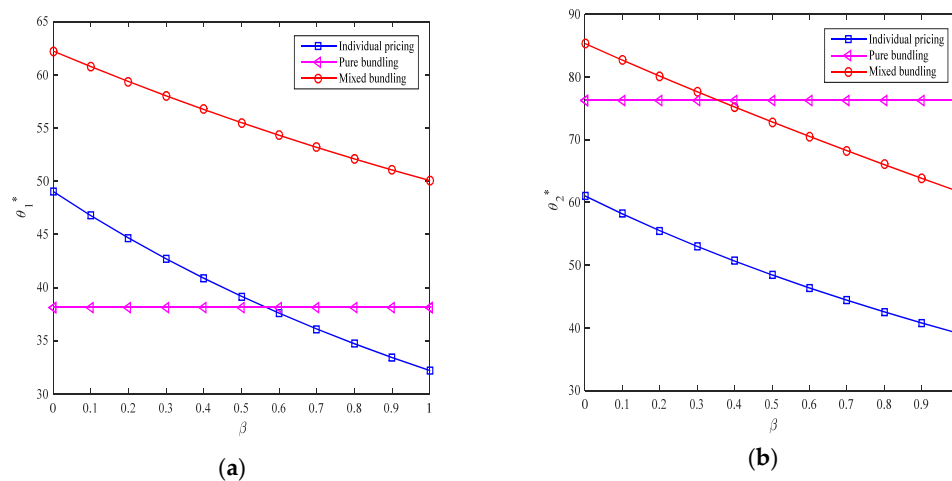 65
60
55
50
45
40
35
30
θ1*
0 0.1 0.2 0.3 0.4 0.5 0.6 0.7 0.8 0.9 1
β
Individual pricing
Pure bundling
Mixed bundling
(a)
90
80
70
60
50
40
30
θ2*
0 0.1 0.2 0.3 0.4 0.5 0.6 0.7 0.8 0.9
β
Individual pricing
Pure bundling
Mixed bundling
(b)